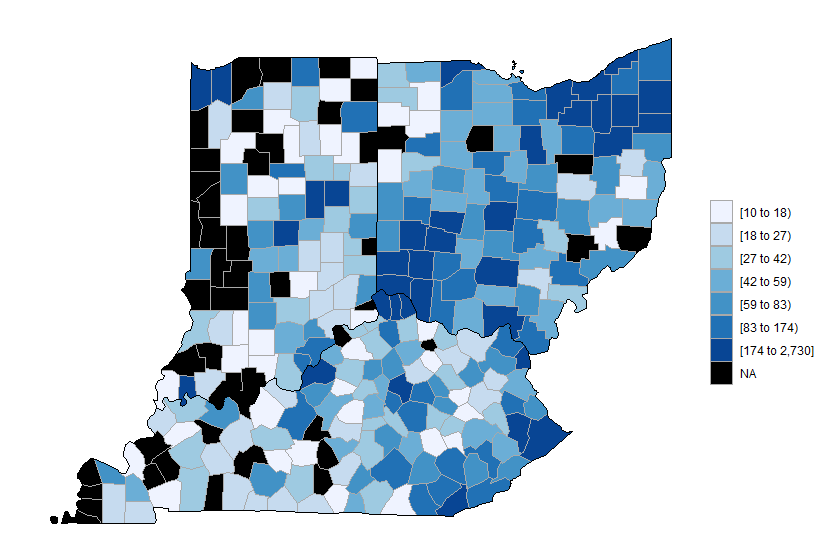 [10 to 18)
[18 to 27)
[27 to 42)
[42 to 59)
[59 to 83)
[83 to 174)
[174 to 2,730]
NA